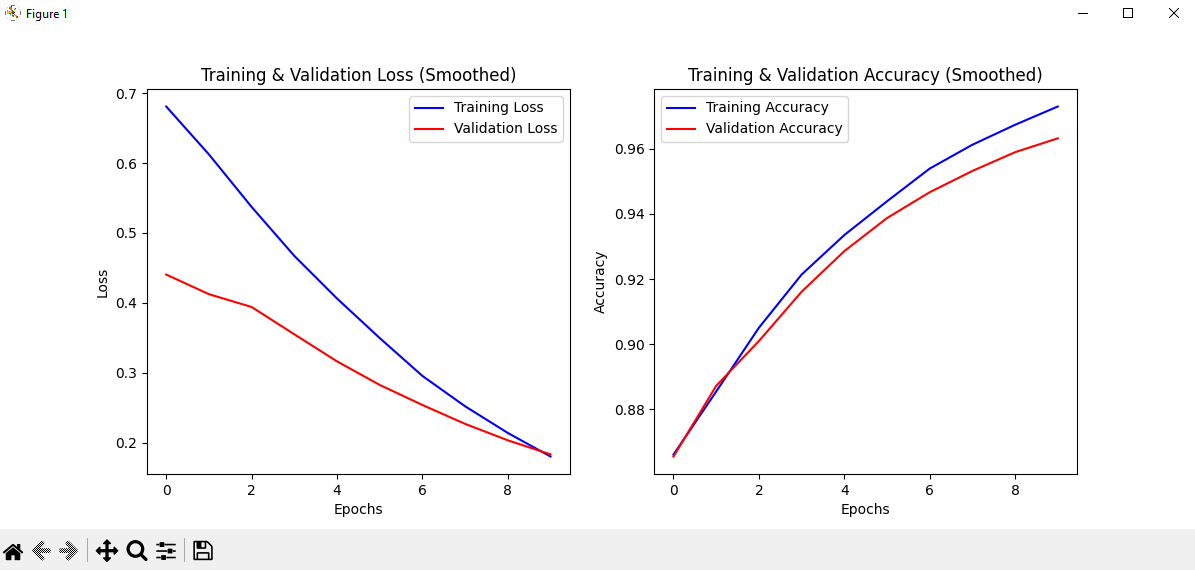 Figure 1
Training & Validation Loss (Smoothed)
Training Loss
Validation Loss
0.7
0.6
0.5
0.4
0.3
0.2
Loss
0 2 4 6 8
Epochs
Training & Validation Accuracy (Smoothed)
Training Accuracy
Validation Accuracy
0.96
0.94
0.92
0.90
0.88
Accuracy
0 2 4 6 8
Epochs